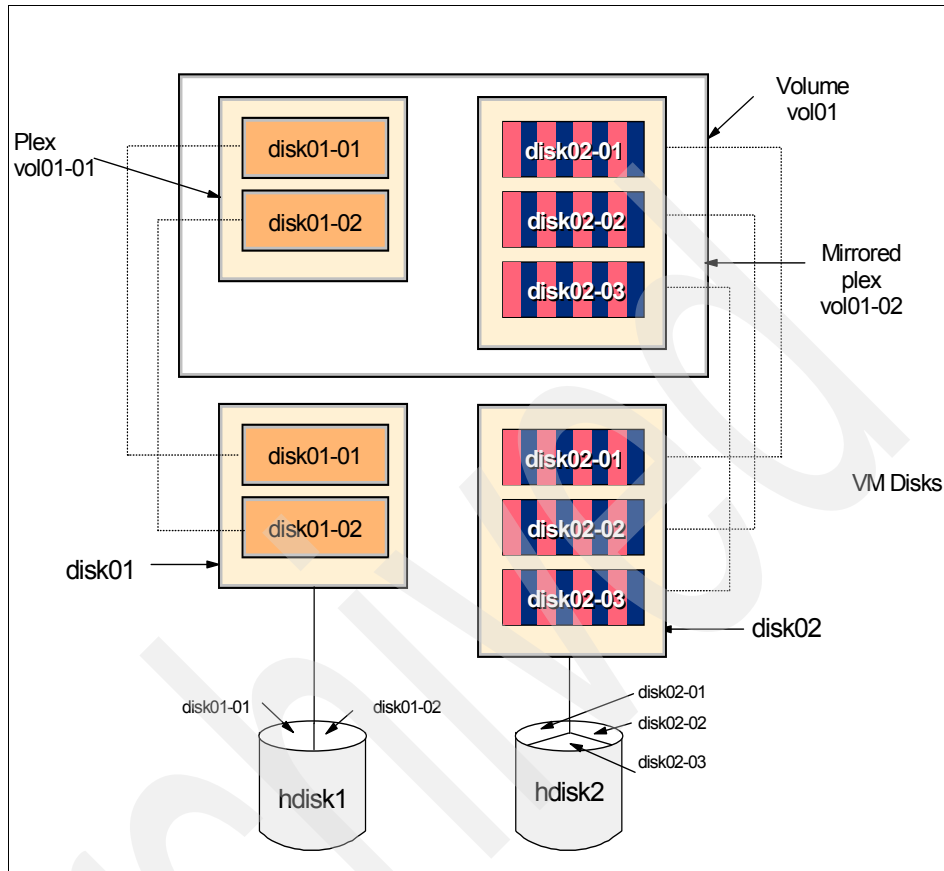 Volume
vol01
Plex
vol01-01
disk01-01
disk01-02
disk02-01
disk02-02
disk02-03
Mirrored
plex
vol01-02
disk01-01
disk01-02
disk02-01
disk02-02
disk02-03
VM Disks
disk01
disk02
disk01-01
disk01-02
disk02-01
disk02-02
disk02-03
hdisk1
hdisk2